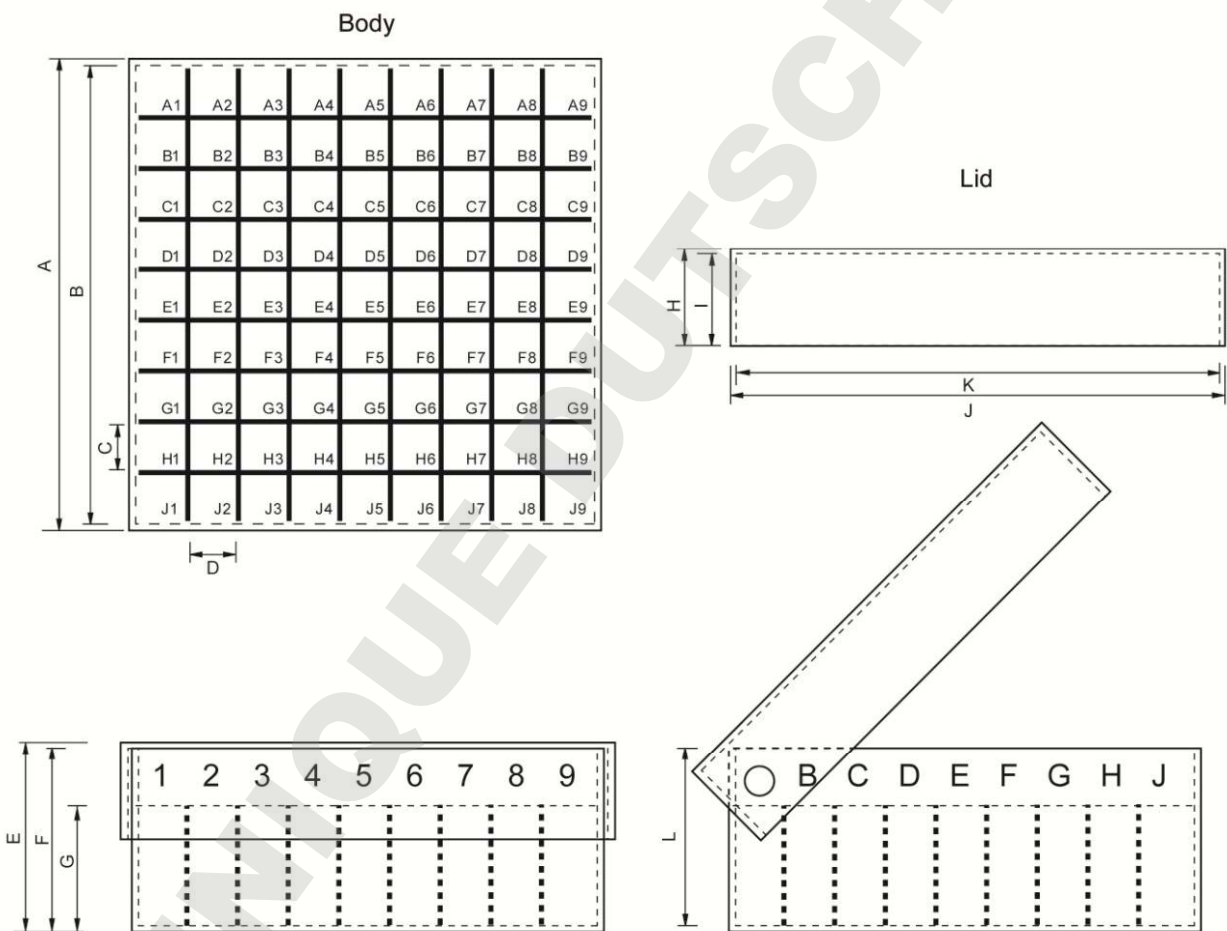 Body
A1 A2 A3 A4 A5 A6 A7 A8 A9
B1 B2 B3 B4 B5 B6 B7 B8 B9
C1 C2 C3 C4 C5 C6 C7 C8 C9
D1 D2 D3 D4 D5 D6 D7 D8 D9
E1 E2 E3 E4 E5 E6 E7 E8 E9
F1 F2 F3 F4 F5 F6 F7 F8 F9
G1 G2 G3 G4 G5 G6 G7 G8 G9
H1 H2 H3 H4 H5 H6 H7 H8 H9
J1 J2 J3 J4 J5 J6 J7 J8 J9
A
B
C
D
Lid
H
I
K
J
1 2 3 4 5 6 7 8 9
E
F
G
B C D E F G H J
L
NIQUE DUTSCH